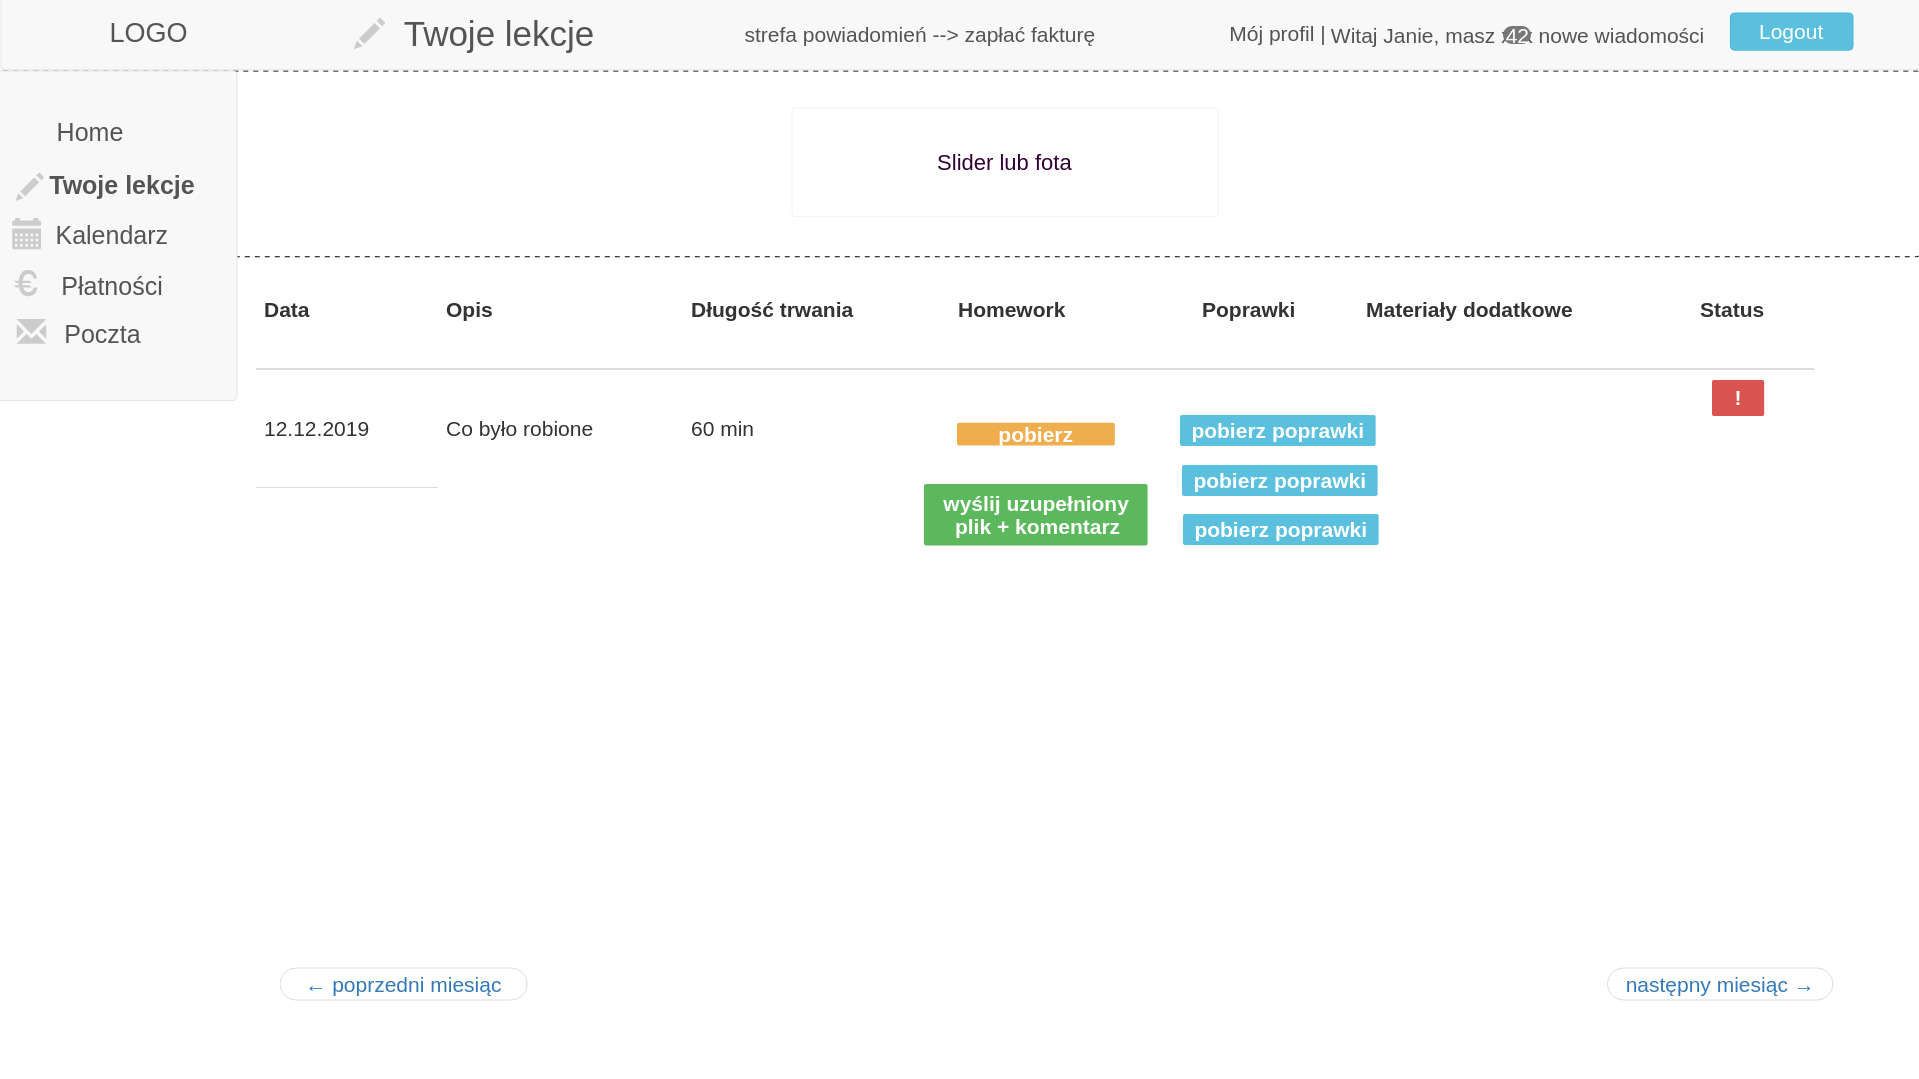 LOGO
Twoje lekcje
strefa powiadomień --> zapłać fakturę
Mój profil | Witaj Janie, masz 42 nowe wiadomości
Logout
Home
Twoje lekcje
Kalendarz
Płatności
Poczta
Slider lub fota
Data Opis Długość trwania Homework Poprawki Materiały dodatkowe Status
!
12.12.2019 Co było robione 60 min pobierz pobierz poprawki
pobierz poprawki
wyślij uzupełniony
plik + komentarz
pobierz poprawki
← poprzedni miesiąc
następny miesiąc →